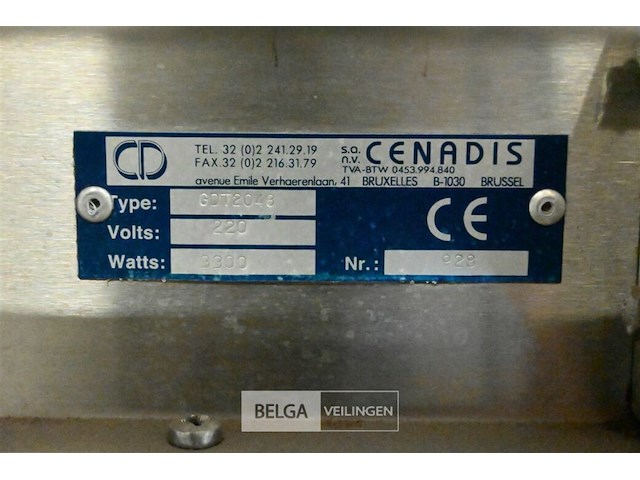 CD
TEL. 32 (0)2 241.29.19
FAX.32 (0)2 216.31.79
s.a. n.v. CENADIS
TVA-BTW 0453.994.840
avenue Emile Verhaerenlaan, 41 BRUXELLES B-1030 BRUSSEL
Type:
Volts: 220
Watts: 3300
CE
Nr.: 928
BELGA VEILINGEN